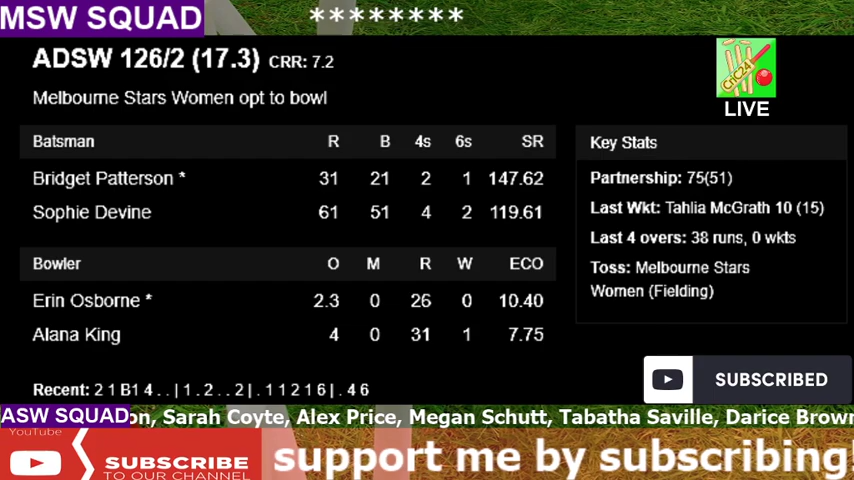 MSW SQUAD
********
ADSW 126/2 (17.3) CRR: 7.2
Melbourne Stars Women opt to bowl
CRiC24
LIVE
Batsman R B 4s 6s SR
Bridget Patterson * 31 21 2 1 147.62
Sophie Devine 61 51 4 2 119.61
Bowler O M R W ECO
Erin Osborne * 2.3 0 26 0 10.40
Alana King 4 0 31 1 7.75
Key Stats
Partnership: 75(51)
Last Wkt: Tahlia McGrath 10 (15)
Last 4 overs: 38 runs, 0 wkts
Toss: Melbourne Stars
Women (Fielding)
Recent: 2 1 B1 4 . . | 1 . 2 . . 2 | . 1 1 2 1 6 | . 4 6
SUBSCRIBED
ASW SQUAD on, Sarah Coyte, Alex Price, Megan Schutt, Tabatha Saville, Darice Brown
YouTube
SUBSCRIBE
TO OUR CHANNEL
support me by subscribing!